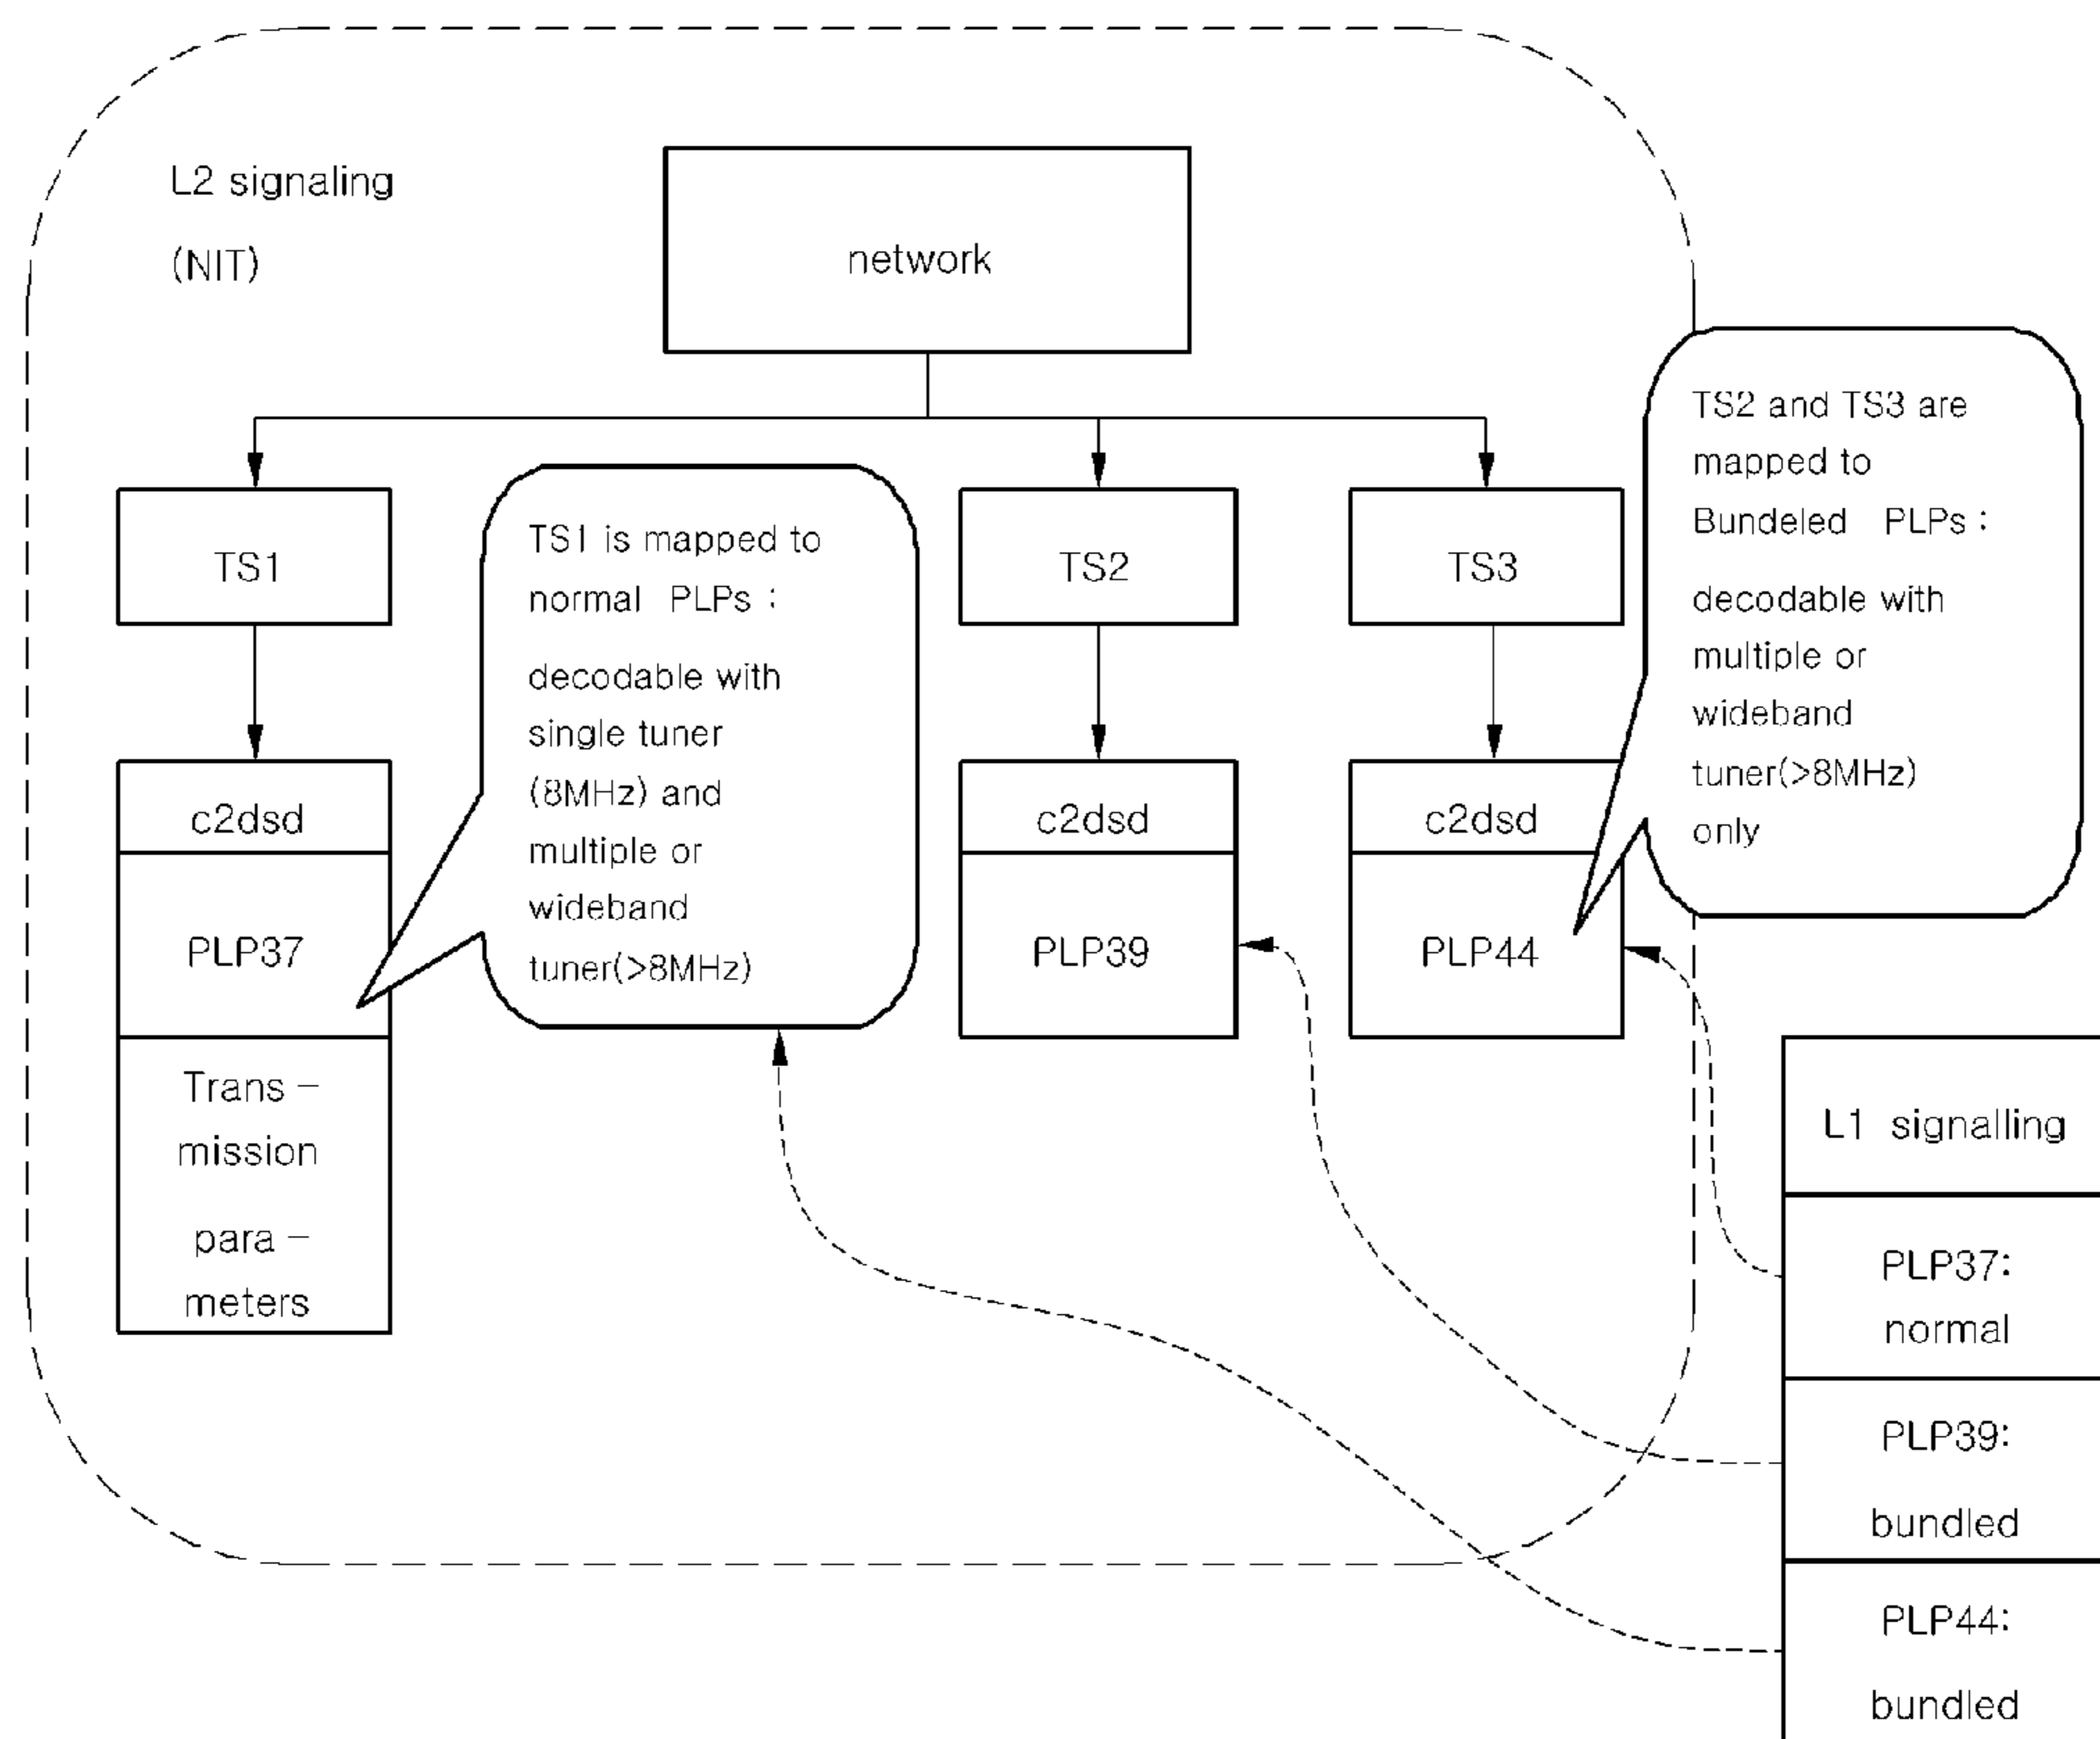 L2 signaling
(NIT)
network
TS1
TS1 is mapped to
normal PLPs :
decodable with
single tuner
(8MHz) and
multiple or
wideband
tuner(>8MHz)
TS2
TS3
TS2 and TS3 are
mapped to
Bundeled PLPs :
decodable with
multiple or
wideband
tuner(>8MHz)
only
c2dsd
PLP37
Trans –
mission
para –
meters
c2dsd
PLP39
c2dsd
PLP44
L1 signalling
PLP37:
normal
PLP39:
bundled
PLP44:
bundled